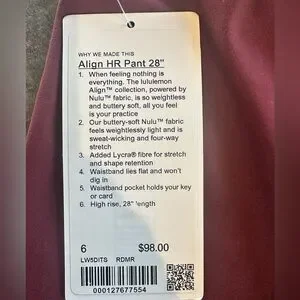 WHY WE MADE THIS
Align HR Pant 28"
1. When feeling nothing is
everything. The lululemon
Align™ collection, powered by
Nulu™ fabric, is so weightless
and buttery soft, all you feel
is your practice
2. Our buttery-soft Nulu™ fabric
feels weightlessly light and is
sweat-wicking and four-way
stretch
3. Added Lycra® fibre for stretch
and shape retention
4. Waistband lies flat and won't
dig in
5. Waistband pocket holds your key
or card
6. High rise, 28" length
6 $98.00
LW5DITS RDMR
000127677554